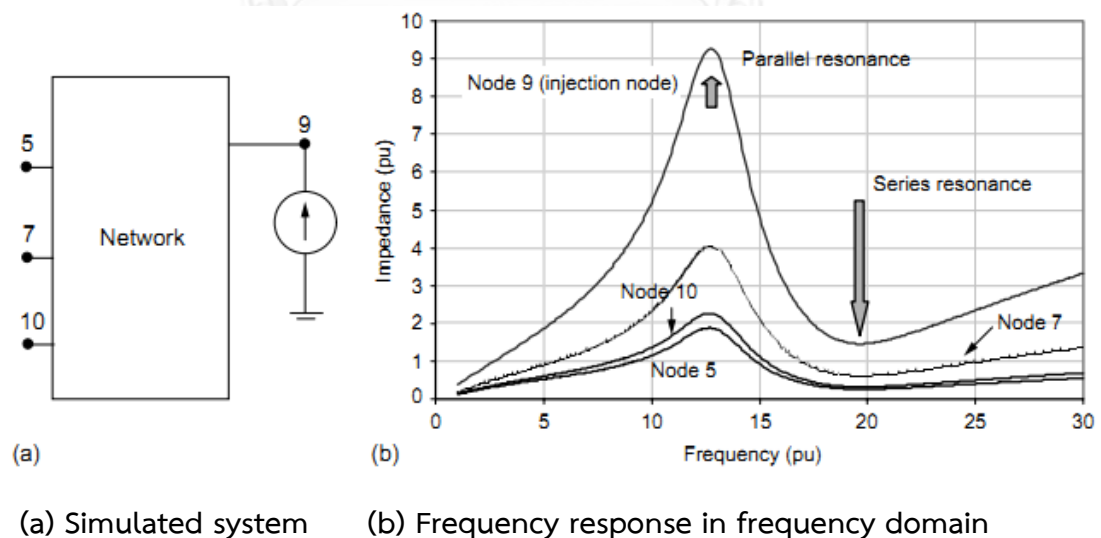 5
7
10
9
Network
(a)
10
9
8
7
6
5
4
3
2
1
0
Impedance (pu)
Node 9 (injection node)
Parallel resonance
Series resonance
Node 10
Node 7
Node 5
0 5 10 15 20 25 30
Frequency (pu)
(b)
(a) Simulated system (b) Frequency response in frequency domain